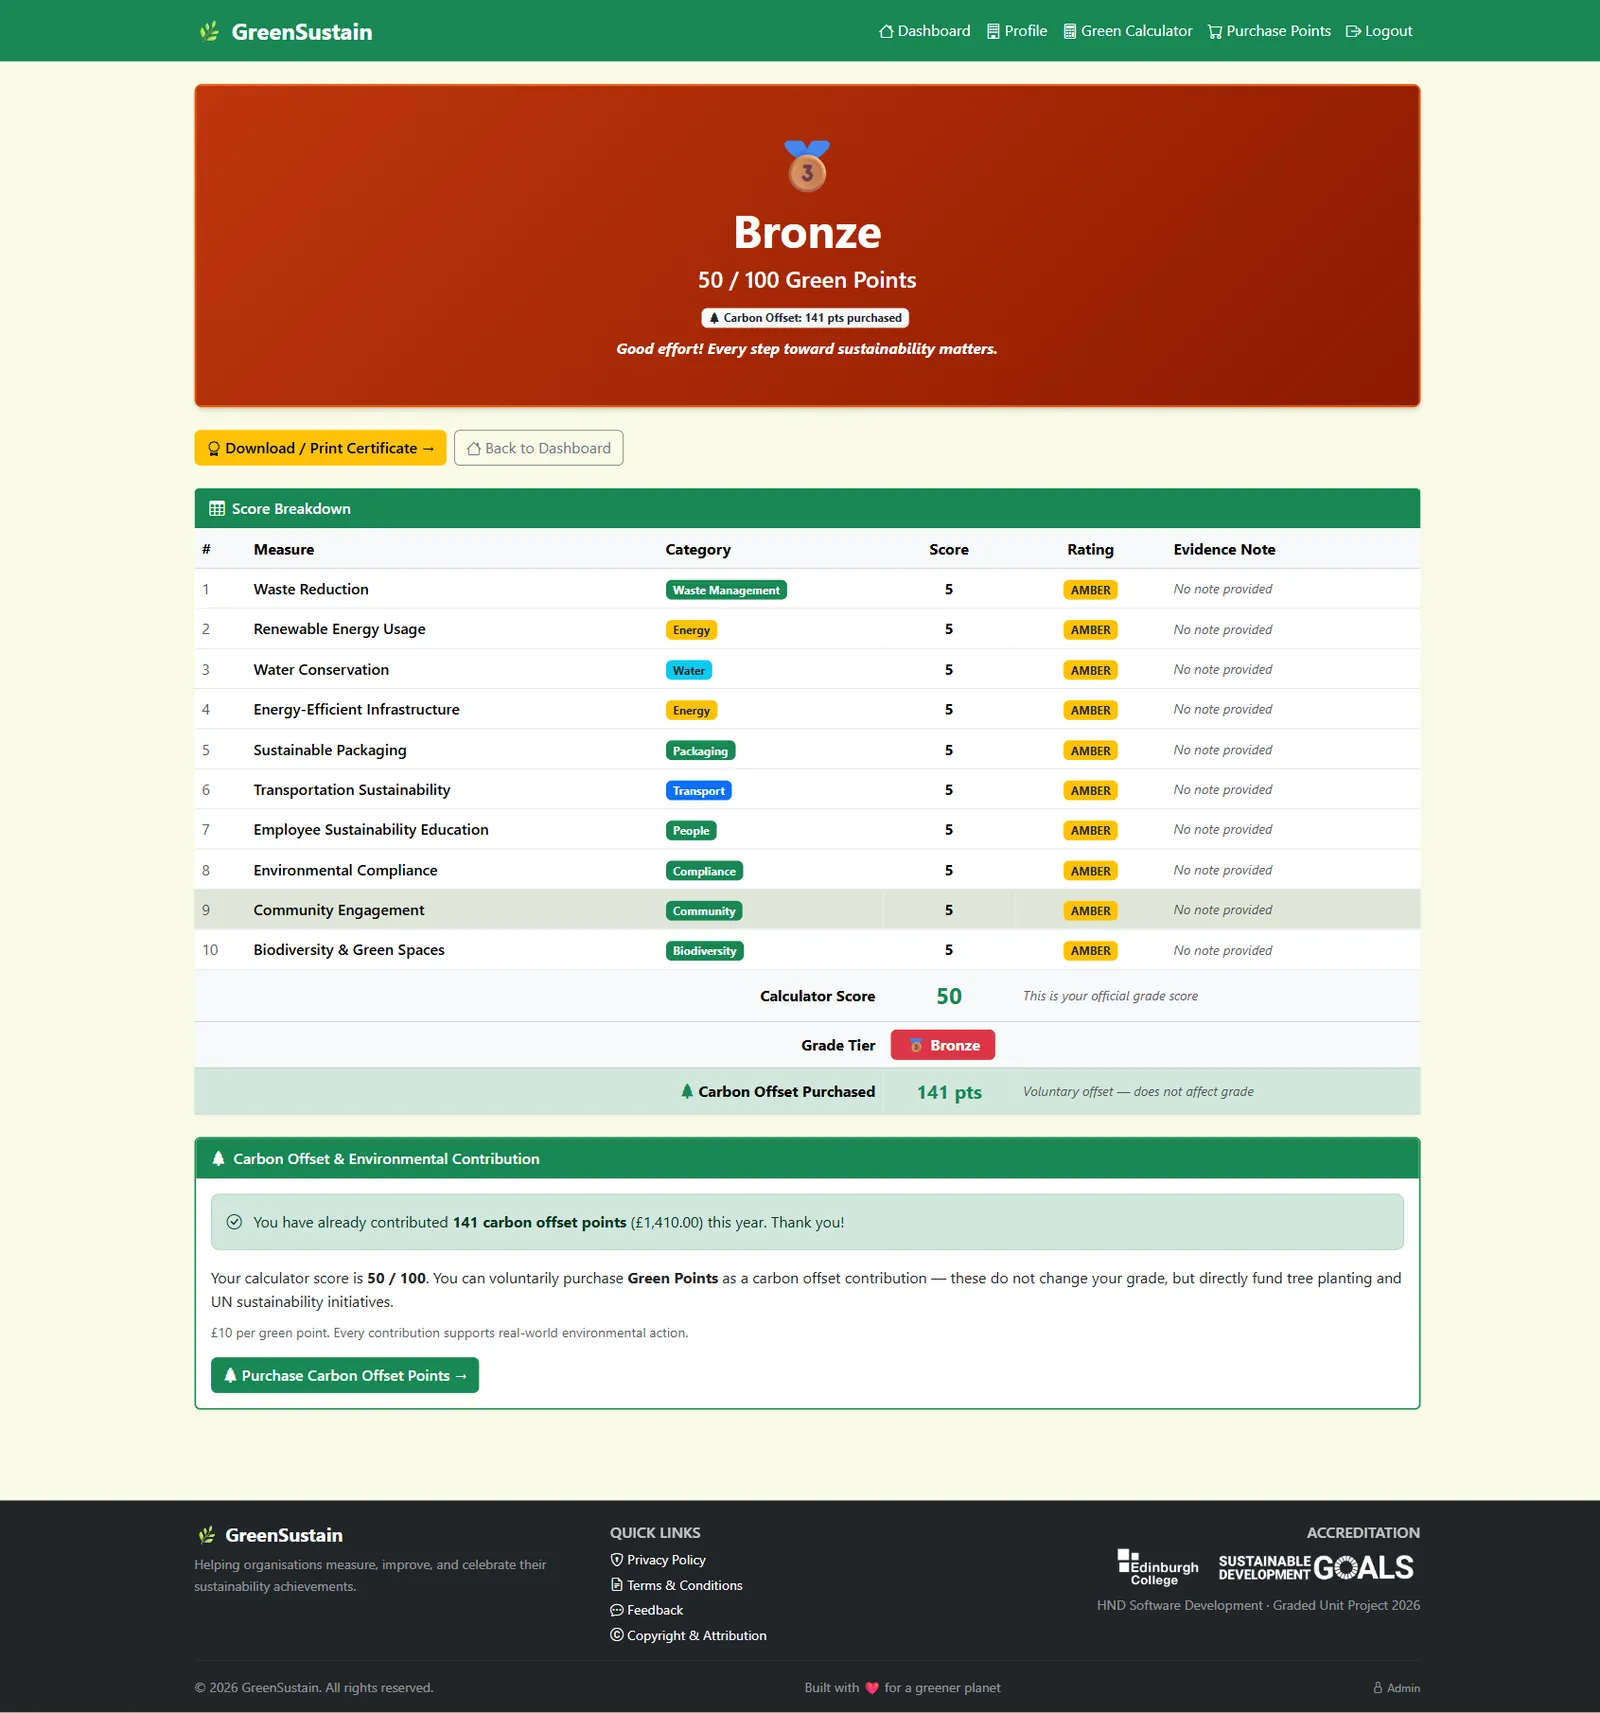 GreenSustain
Dashboard Profile Green Calculator Purchase Points Logout
3
Bronze
50 / 100 Green Points
Carbon Offset: 141 pts purchased
Good effort! Every step toward sustainability matters.
Download / Print Certificate → Back to Dashboard
Score Breakdown
# Measure Category Score Rating Evidence Note
1 Waste Reduction Waste Management 5 AMBER No note provided
2 Renewable Energy Usage Energy 5 AMBER No note provided
3 Water Conservation Water 5 AMBER No note provided
4 Energy-Efficient Infrastructure Energy 5 AMBER No note provided
5 Sustainable Packaging Packaging 5 AMBER No note provided
6 Transportation Sustainability Transport 5 AMBER No note provided
7 Employee Sustainability Education People 5 AMBER No note provided
8 Environmental Compliance Compliance 5 AMBER No note provided
9 Community Engagement Community 5 AMBER No note provided
10 Biodiversity & Green Spaces Biodiversity 5 AMBER No note provided
Calculator Score 50 This is your official grade score
Grade Tier 3 Bronze
Carbon Offset Purchased 141 pts Voluntary offset — does not affect grade
Carbon Offset & Environmental Contribution
You have already contributed 141 carbon offset points (£1,410.00) this year. Thank you!
Your calculator score is 50 / 100. You can voluntarily purchase Green Points as a carbon offset contribution — these do not change your grade, but directly fund tree planting and
UN sustainability initiatives.
£10 per green point. Every contribution supports real-world environmental action.
Purchase Carbon Offset Points →
GreenSustain
Helping organisations measure, improve, and celebrate their
sustainability achievements.
QUICK LINKS
Privacy Policy
Terms & Conditions
Feedback
Copyright & Attribution
ACCREDITATION
Edinburgh
College
SUSTAINABLE
DEVELOPMENT GOALS
HND Software Development · Graded Unit Project 2026
© 2026 GreenSustain. All rights reserved.
Built with ❤️ for a greener planet
Admin